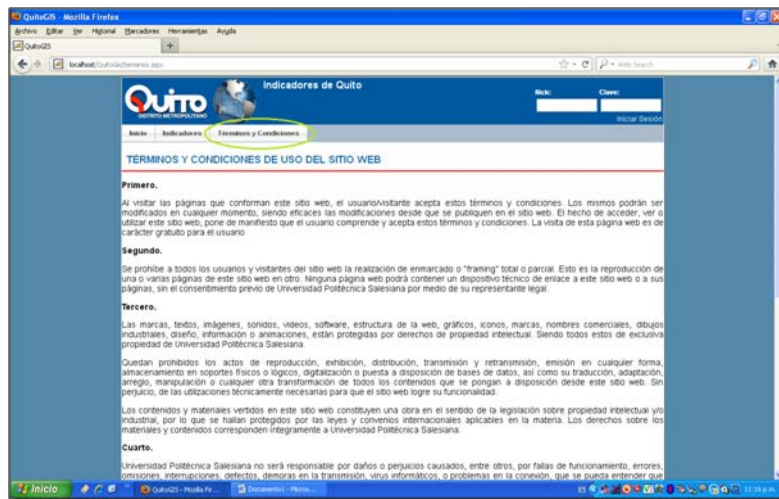 QuitoGIS - Mozilla Firefox
Archivo Editar Ver Historial Marcadores Herramientas Ayuda
QuitoGIS
localhost/QuitoGis/terminos.jspx
Web Search
QUITO
DISTRITO METROPOLITANO
Indicadores de Quito
Nick:
Clave:
Iniciar Sesión
Inicio Indicadores Términos y Condiciones
TÉRMINOS Y CONDICIONES DE USO DEL SITIO WEB
Primero.
Al visitar las páginas que conforman este sitio web, el usuario/visitante acepta estos términos y condiciones. Los mismos podrán ser
modificados en cualquier momento, siendo eficaces las modificaciones desde que se publiquen en el sitio web. El hecho de acceder, ver o
utilizar este sitio web, pone de manifiesto que el usuario comprende y acepta estos términos y condiciones. La visita de esta página web es de
carácter gratuito para el usuario
Segundo.
Se prohíbe a todos los usuarios y visitantes del sitio web la realización de enmarcado o "framing" total o parcial. Esto es la reproducción de
una o varias páginas de este sitio web en otro. Ninguna página web podrá contener un dispositivo técnico de enlace a este sitio web o a sus
páginas, sin el consentimiento previo de Universidad Politécnica Salesiana por medio de su representante legal.
Tercero.
Las marcas, textos, imágenes, sonidos, videos, software, estructura de la web, gráficos, iconos, marcas, nombres comerciales, dibujos
industriales, diseño, información o animaciones, están protegidas por derechos de propiedad intelectual. Siendo todos estos de exclusiva
propiedad de Universidad Politécnica Salesiana.
Quedan prohibidos los actos de reproducción, exhibición, distribución, transmisión y retransmisión, emisión en cualquier forma,
almacenamiento en soportes físicos o lógicos, digitalización o puesta a disposición de bases de datos, así como su traducción, adaptación,
arreglo, manipulación o cualquier otra transformación de todos los contenidos que se pongan a disposición desde este sitio web. Sin
perjuicio, de las utilizaciones técnicamente necesarias para que el sitio web logre su funcionalidad.
Los contenidos y materiales vertidos en este sitio web constituyen una obra en el sentido de la legislación sobre propiedad intelectual y/o
industrial, por lo que se hallan protegidos por las leyes y convenios internacionales aplicables en la materia. Los derechos sobre los
materiales y contenidos corresponden íntegramente a Universidad Politécnica Salesiana.
Cuarto.
Universidad Politécnica Salesiana no será responsable por daños o perjuicios causados, entre otros, por fallas de funcionamiento, errores,
omisiones, interrupciones, defectos, demoras en la transmisión, virus informáticos, o problemas en la conexión, que se pueda entender que
Inicio
QuitoGIS - Mozilla Fir...
Documento1 - Micros...
ES
11:16 p.m.